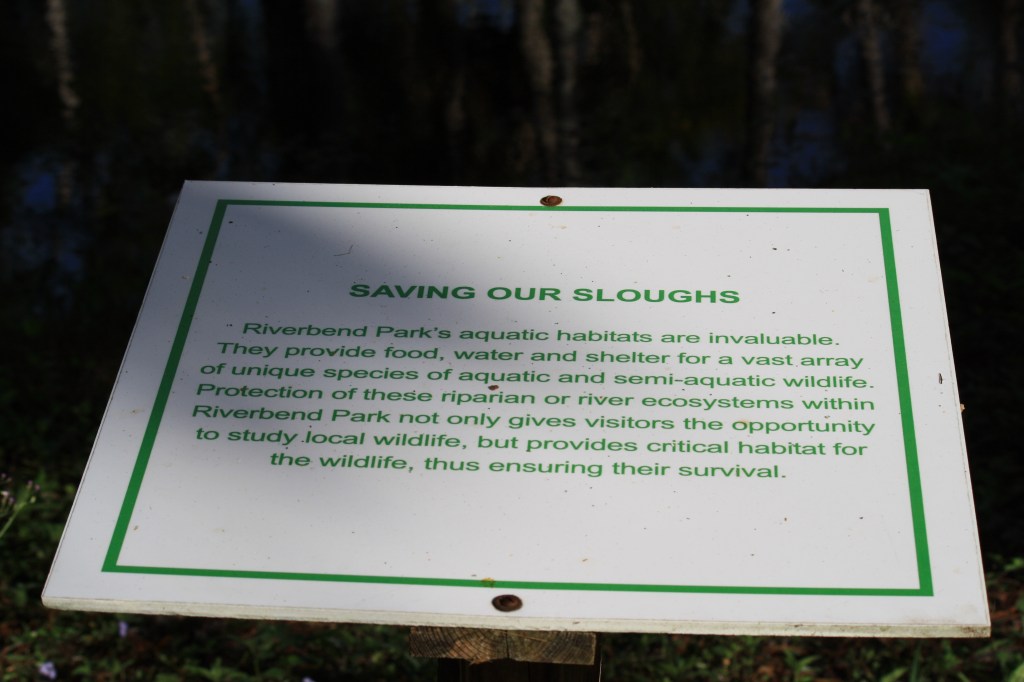 SAVING OUR SLOUGHS
Riverbend Park's aquatic habitats are invaluable.
They provide food, water and shelter for a vast array
of unique species of aquatic and semi-aquatic wildlife.
Protection of these riparian or river ecosystems within
Riverbend Park not only gives visitors the opportunity
to study local wildlife, but provides critical habitat for
the wildlife, thus ensuring their survival.